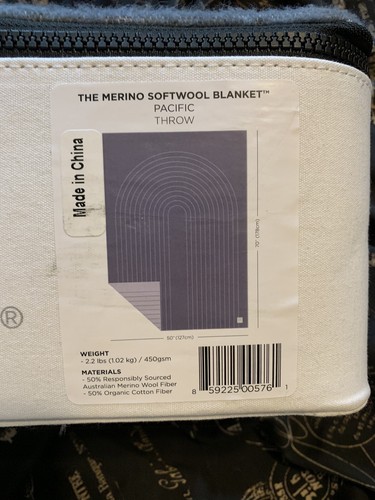 THE MERINO SOFTWOOL BLANKET™
PACIFIC
THROW
Made in China
70" (178cm)
50" (127cm)
WEIGHT
- 2.2 lbs (1.02 kg) / 450gsm
MATERIALS
- 50% Responsibly Sourced
Australian Merino Wool Fiber
- 50% Organic Cotton Fiber
8 59225 00576 1
®